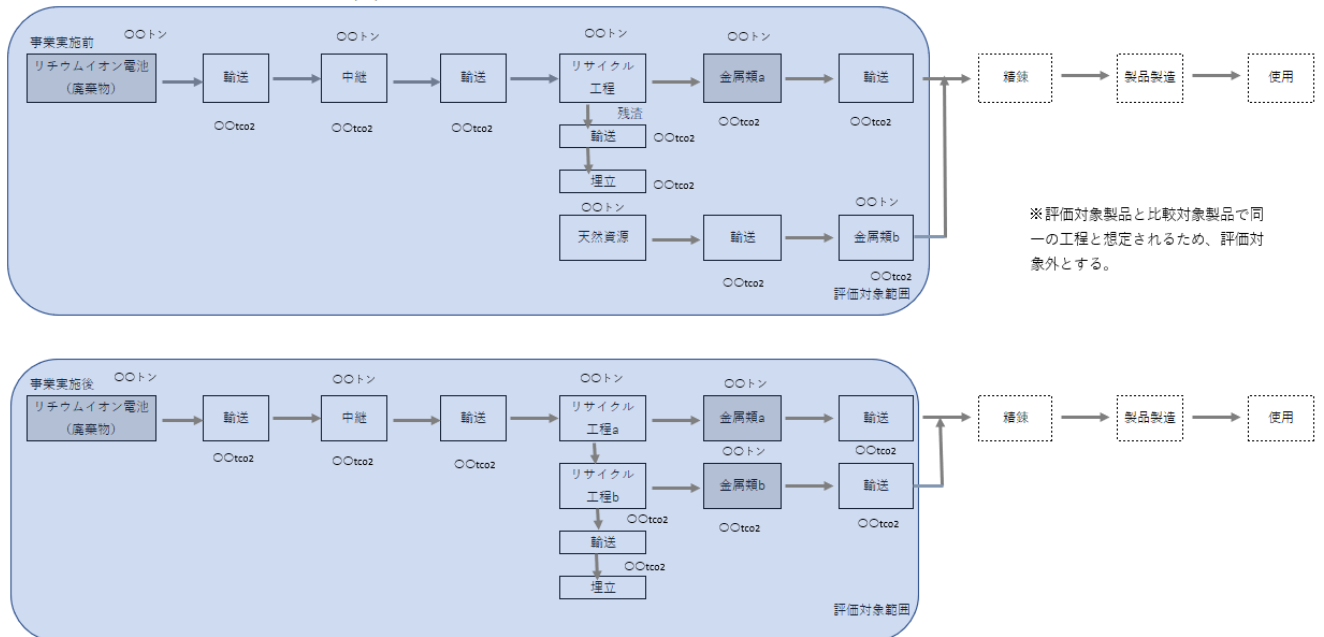 事業実施前
〇〇トン
〇〇トン
〇〇トン
〇〇トン
リチウムイオン電池
（廃棄物）
輸送
中継
輸送
リサイクル
工程
金属類a
輸送
精錬
製品製造
使用
〇〇tco2
〇〇tco2
〇〇tco2
〇〇tco2
〇〇tco2
残渣
輸送
〇〇tco2
埋立
〇〇tco2
〇〇トン
〇〇トン
天然資源
輸送
金属類b
〇〇tco2
〇〇tco2
評価対象範囲
※評価対象製品と比較対象製品で同
一の工程と想定されるため、評価対
象外とする。
事業実施後
〇〇トン
〇〇トン
〇〇トン
〇〇トン
リチウムイオン電池
（廃棄物）
輸送
中継
輸送
リサイクル
工程a
金属類a
輸送
精錬
製品製造
使用
〇〇tco2
〇〇tco2
〇〇tco2
〇〇トン
〇〇tco2
リサイクル
工程b
金属類b
輸送
〇〇tco2
〇〇tco2
〇〇tco2
輸送
〇〇tco2
埋立
評価対象範囲